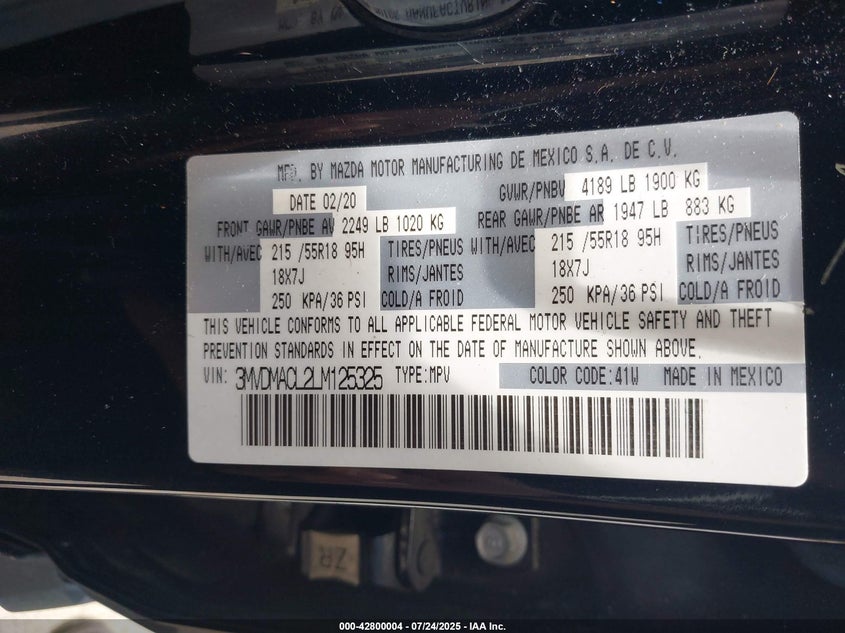 MFD. BY MAZDA MOTOR MANUFACTURING DE MEXICO S.A. DE C.V.
DATE 02/20 GVWR/PNBV 4189 LB 1900 KG
FRONT GAWR/PNBE AV 2249 LB 1020 KG REAR GAWR/PNBE AR 1947 LB 883 KG
WITH/AVEC 215 /55R18 95H TIRES/PNEUS WITH/AVEC 215 /55R18 95H TIRES/PNEUS
18X7J RIMS/JANTES 18X7J RIMS/JANTES
250 KPA/36 PSI COLD/A FROID 250 KPA/36 PSI COLD/A FROID
THIS VEHICLE CONFORMS TO ALL APPLICABLE FEDERAL MOTOR VEHICLE SAFETY AND THEFT
PREVENTION STANDARDS IN EFFECT ON THE DATE OF MANUFACTURE SHOWN ABOVE.
VIN: 3MVDMACL2LM125325 TYPE:MPV COLOR CODE:41W MADE IN MEXICO
ZR
000-42800004 - 07/24/2025 - IAA Inc.